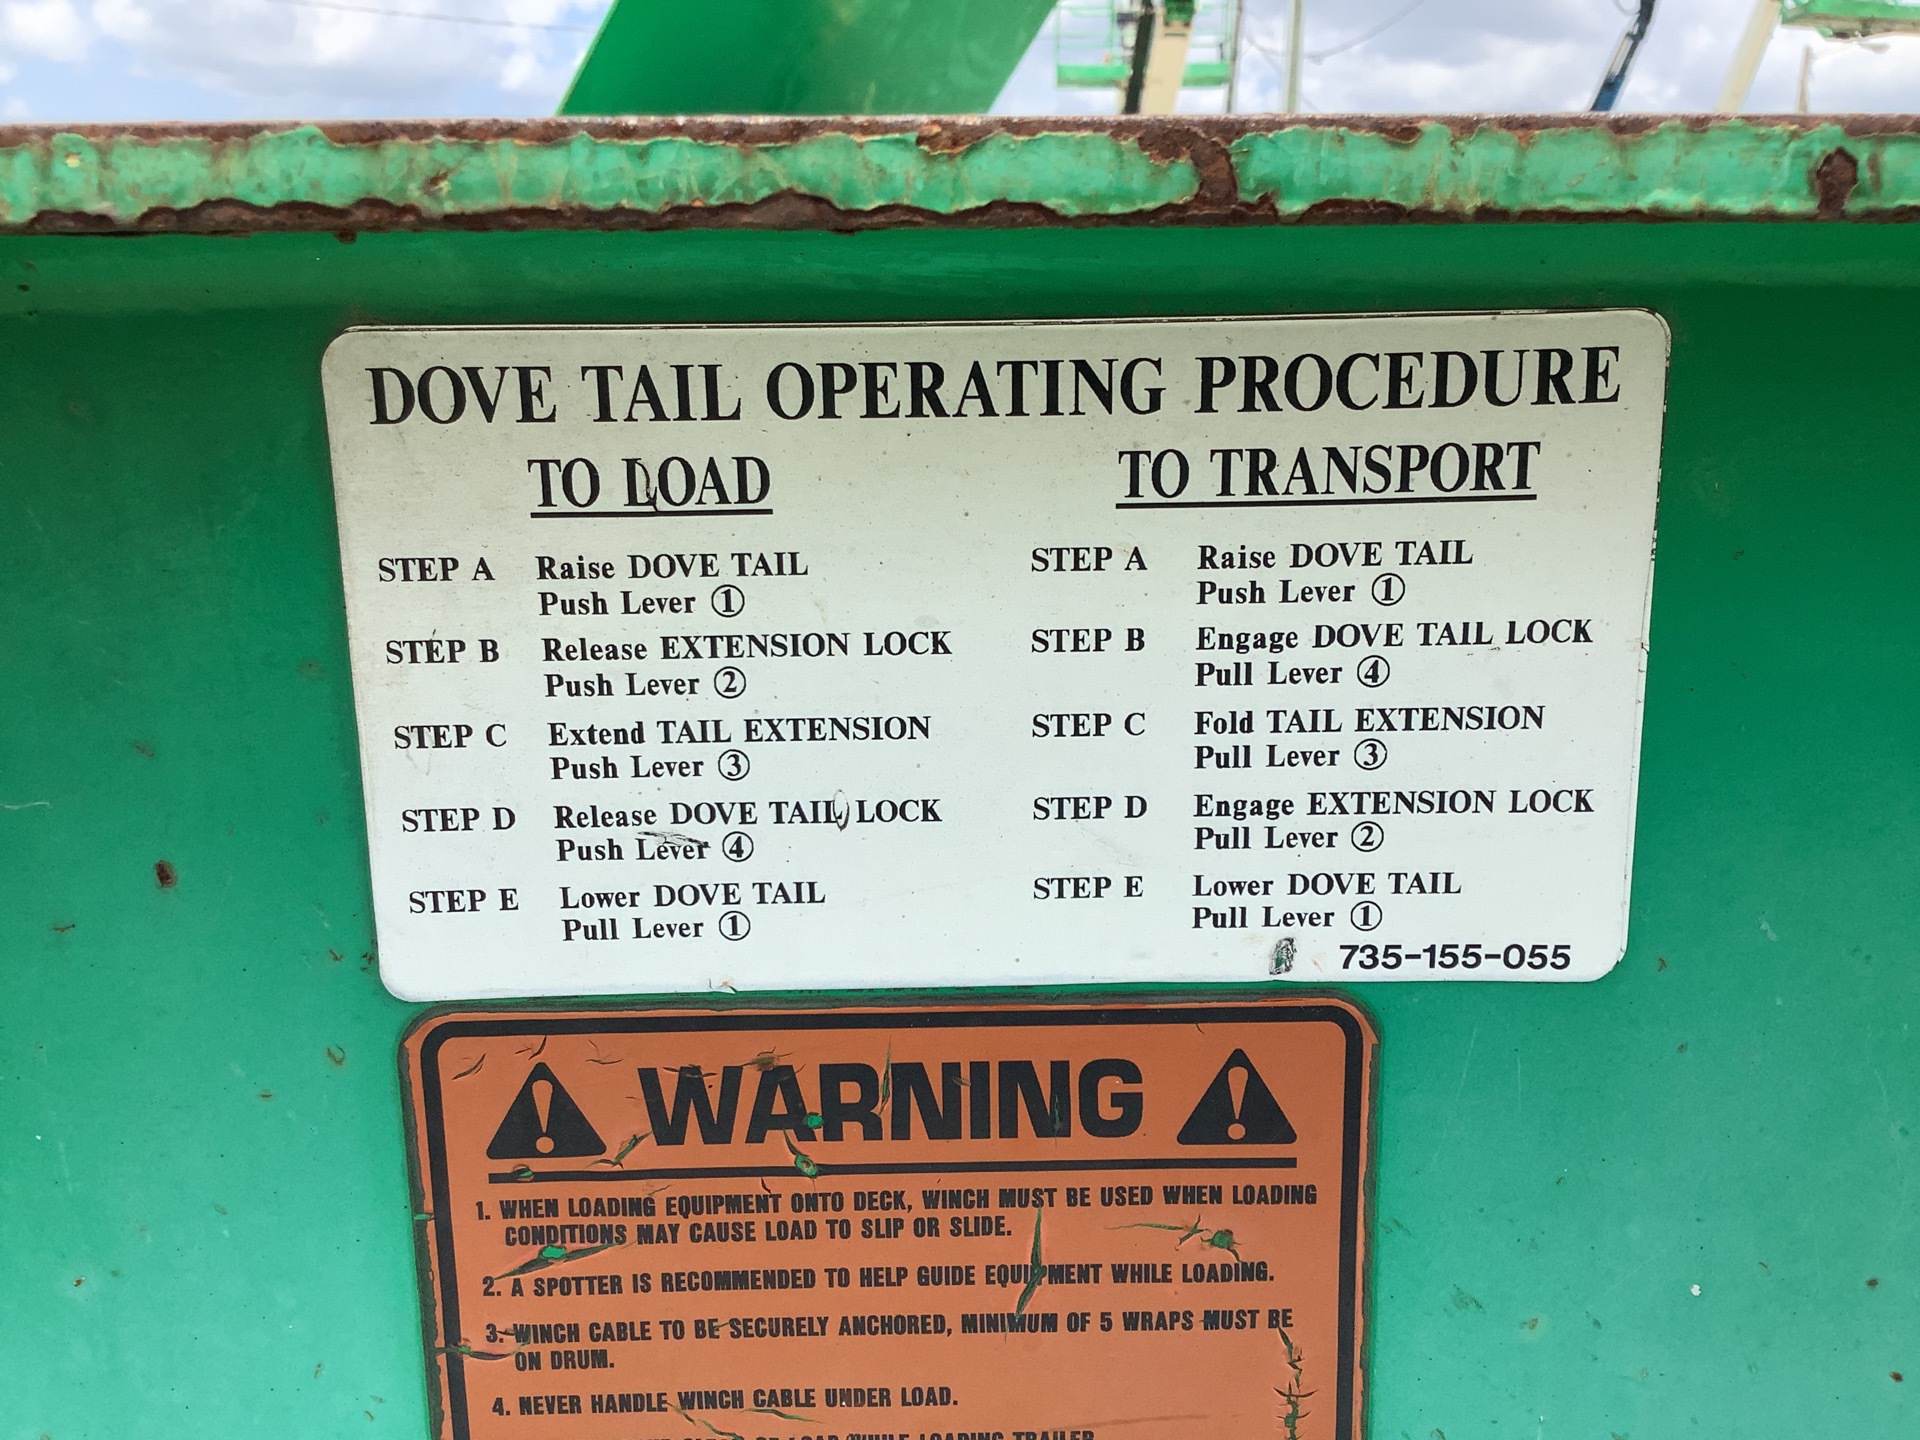 DOVE TAIL OPERATING PROCEDURE
TO LOAD
STEP A Raise DOVE TAIL
Push Lever ①
STEP B Release EXTENSION LOCK
Push Lever ②
STEP C Extend TAIL EXTENSION
Push Lever ③
STEP D Release DOVE TAIL LOCK
Push Lever ④
STEP E Lower DOVE TAIL
Pull Lever ①
TO TRANSPORT
STEP A Raise DOVE TAIL
Push Lever ①
STEP B Engage DOVE TAIL LOCK
Pull Lever ④
STEP C Fold TAIL EXTENSION
Pull Lever ③
STEP D Engage EXTENSION LOCK
Pull Lever ②
STEP E Lower DOVE TAIL
Pull Lever ①
735-155-055
WARNING
1. WHEN LOADING EQUIPMENT ONTO DECK, WINCH MUST BE USED WHEN LOADING
CONDITIONS MAY CAUSE LOAD TO SLIP OR SLIDE.
2. A SPOTTER IS RECOMMENDED TO HELP GUIDE EQUIPMENT WHILE LOADING.
3. WINCH CABLE TO BE SECURELY ANCHORED, MINIMUM OF 5 WRAPS MUST BE
ON DRUM.
4. NEVER HANDLE WINCH CABLE UNDER LOAD.
LOAD WHILE LOADING TRAILER